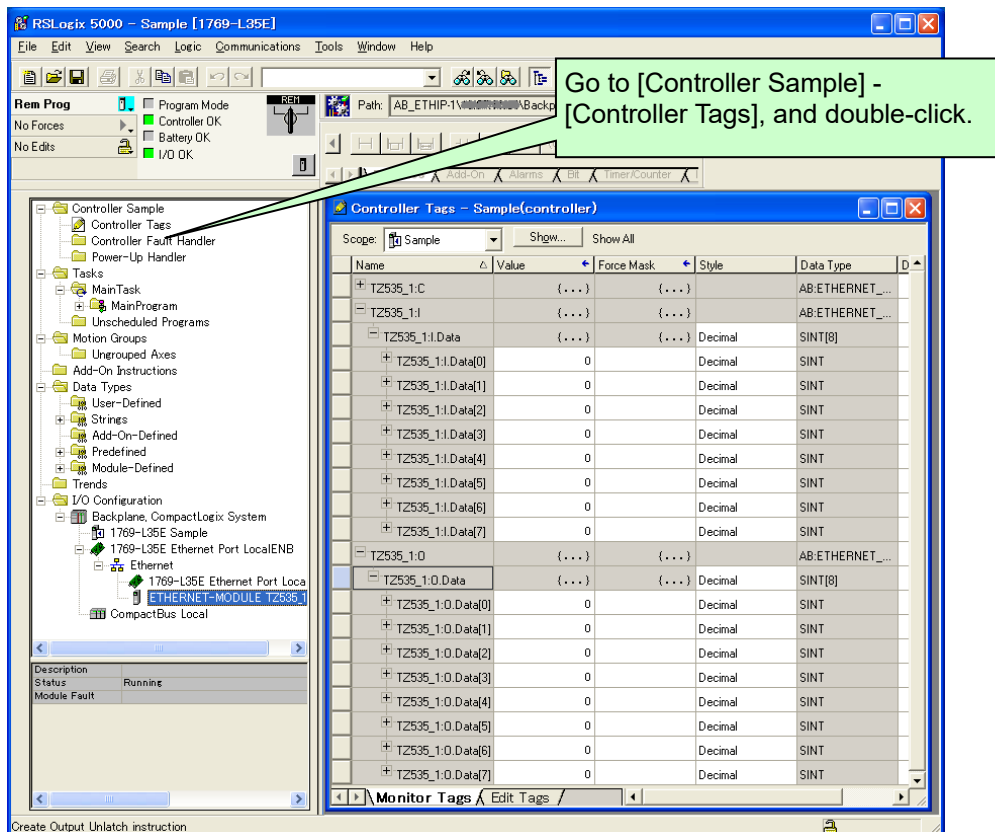 RSLogix 5000 - Sample [1769-L35E]
File Edit View Search Logic Communications Tools Window Help
Rem Prog
No Forces
No Edits
Program Mode
Controller OK
Battery OK
I/O OK
REM
Path: AB_ETHIP-1\
Go to [Controller Sample] -
[Controller Tags], and double-click.
Add-On Alarms Bit Timer/Counter
Controller Sample
Controller Tags
Controller Fault Handler
Power-Up Handler
Tasks
MainTask
MainProgram
Unscheduled Programs
Motion Groups
Ungrouped Axes
Add-On Instructions
Data Types
User-Defined
Strings
Add-On-Defined
Predefined
Module-Defined
Trends
I/O Configuration
Backplane, CompactLogix System
1769-L35E Sample
1769-L35E Ethernet Port LocalENB
Ethernet
1769-L35E Ethernet Port Loca
ETHERNET-MODULE TZ535_1
CompactBus Local
Description
Status Running
Module Fault
Controller Tags - Sample(controller)
Scope: Sample Show... Show All
Name Value Force Mask Style Data Type D
TZ535_1:C {...} {...} AB:ETHERNET_...
TZ535_1:I {...} {...} AB:ETHERNET_...
TZ535_1:I.Data {...} {...} Decimal SINT[8]
TZ535_1:I.Data[0] 0 Decimal SINT
TZ535_1:I.Data[1] 0 Decimal SINT
TZ535_1:I.Data[2] 0 Decimal SINT
TZ535_1:I.Data[3] 0 Decimal SINT
TZ535_1:I.Data[4] 0 Decimal SINT
TZ535_1:I.Data[5] 0 Decimal SINT
TZ535_1:I.Data[6] 0 Decimal SINT
TZ535_1:I.Data[7] 0 Decimal SINT
TZ535_1:O {...} {...} AB:ETHERNET_...
TZ535_1:O.Data {...} {...} Decimal SINT[8]
TZ535_1:O.Data[0] 0 Decimal SINT
TZ535_1:O.Data[1] 0 Decimal SINT
TZ535_1:O.Data[2] 0 Decimal SINT
TZ535_1:O.Data[3] 0 Decimal SINT
TZ535_1:O.Data[4] 0 Decimal SINT
TZ535_1:O.Data[5] 0 Decimal SINT
TZ535_1:O.Data[6] 0 Decimal SINT
TZ535_1:O.Data[7] 0 Decimal SINT
Monitor Tags Edit Tags
Create Output Unlatch instruction